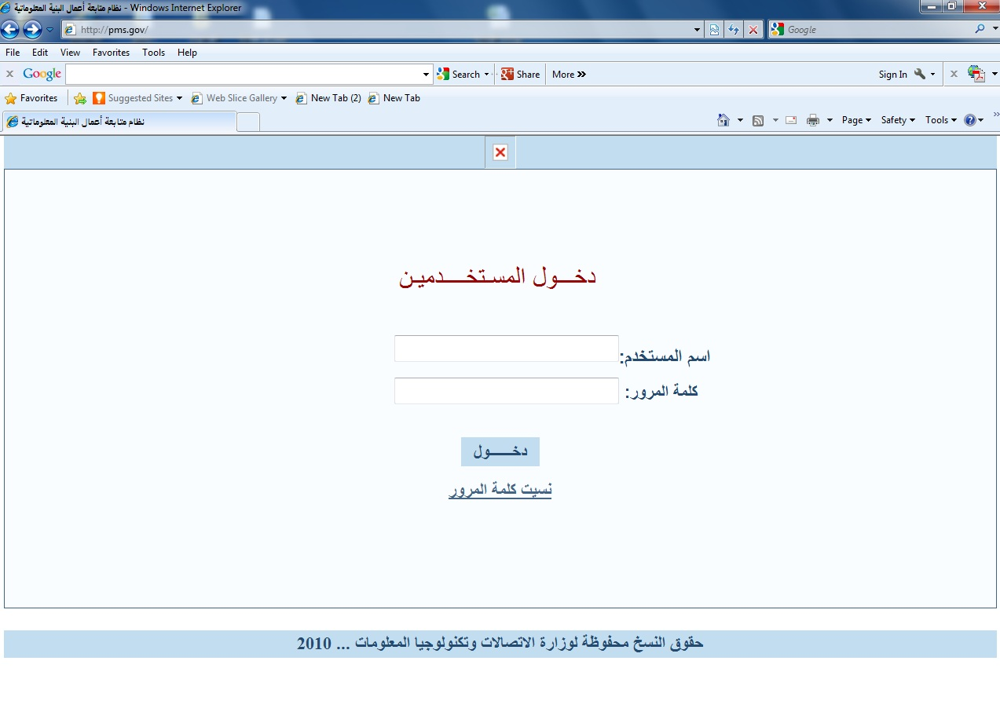 نظام متابعة أعمال البنية المعلوماتية - Windows Internet Explorer
http://pms.gov/
Google
File Edit View Favorites Tools Help
x Google Search Share More » Sign In x
Favorites Suggested Sites Web Slice Gallery New Tab (2) New Tab
نظام متابعة أعمال البنية المعلوماتية
Page Safety Tools »
دخـــول المستخـــدمين
اسم المستخدم:
كلمة المرور:
دخــــول
نسيت كلمة المرور
حقوق النسخ محفوظة لوزارة الاتصالات وتكنولوجيا المعلومات ... 2010